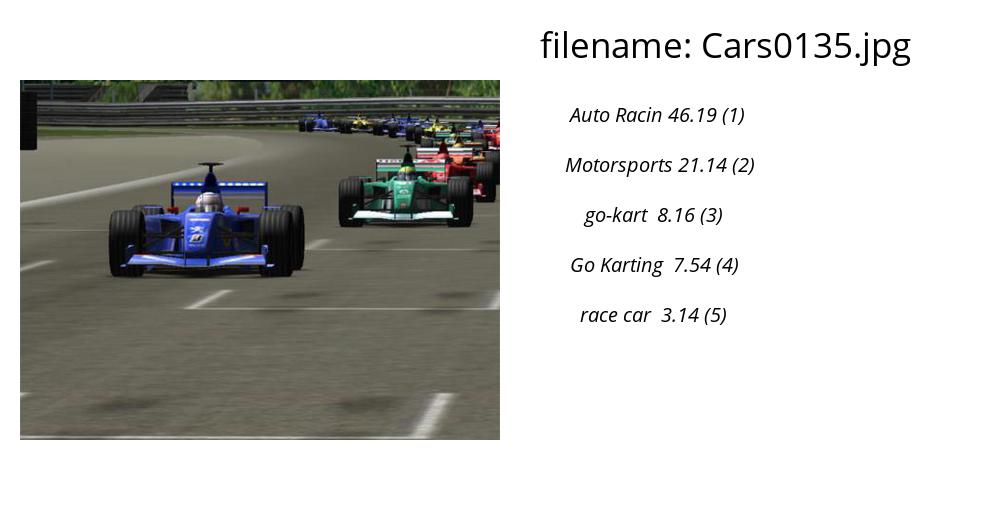 filename: Cars0135.jpg
Auto Racin 46.19 (1)
Motorsports 21.14 (2)
go-kart 8.16 (3)
Go Karting 7.54 (4)
race car 3.14 (5)